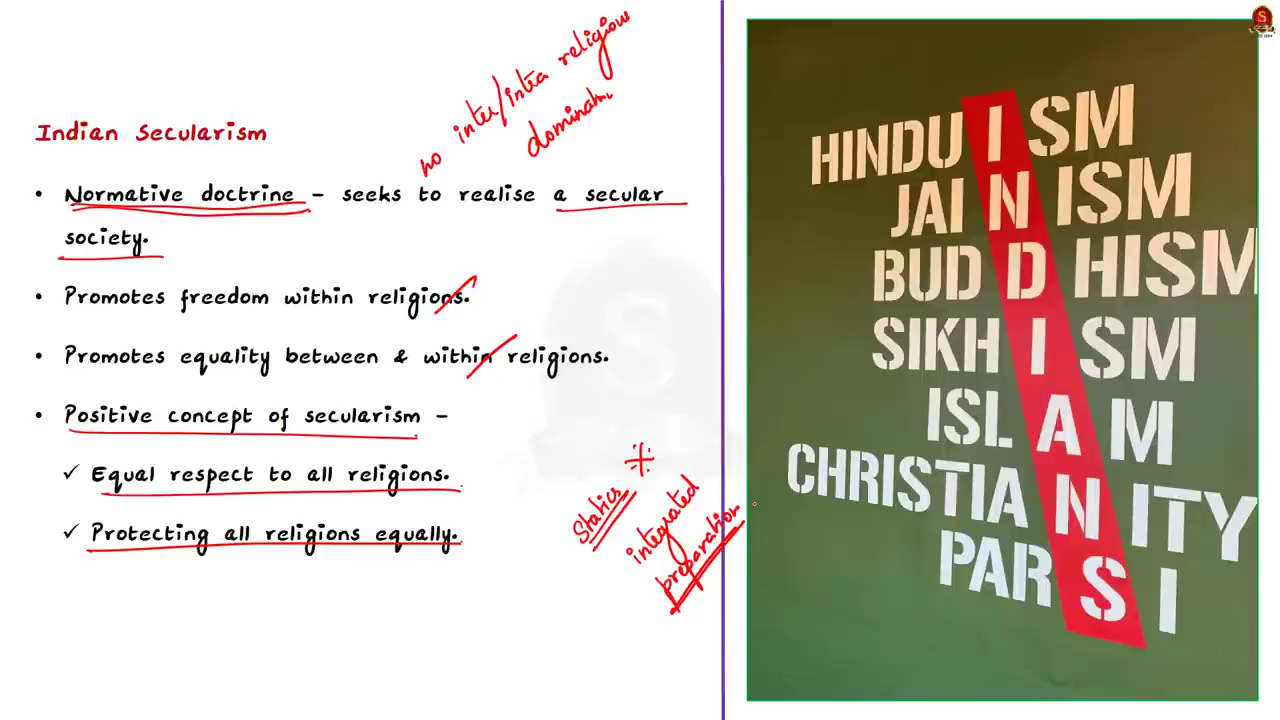 no inter/intra religious
dominatn.
Indian Secularism
• Normative doctrine – seeks to realise a secular
society.
• Promotes freedom within religions.
• Promotes equality between & within religions.
• Positive concept of secularism –
✓ Equal respect to all religions.
✓ Protecting all religions equally.
Statics *
integrated
preparation
HINDUISM
JAINISM
BUDDHISM
SIKHISM
ISLAM
CHRISTIANITY
PARSI
S